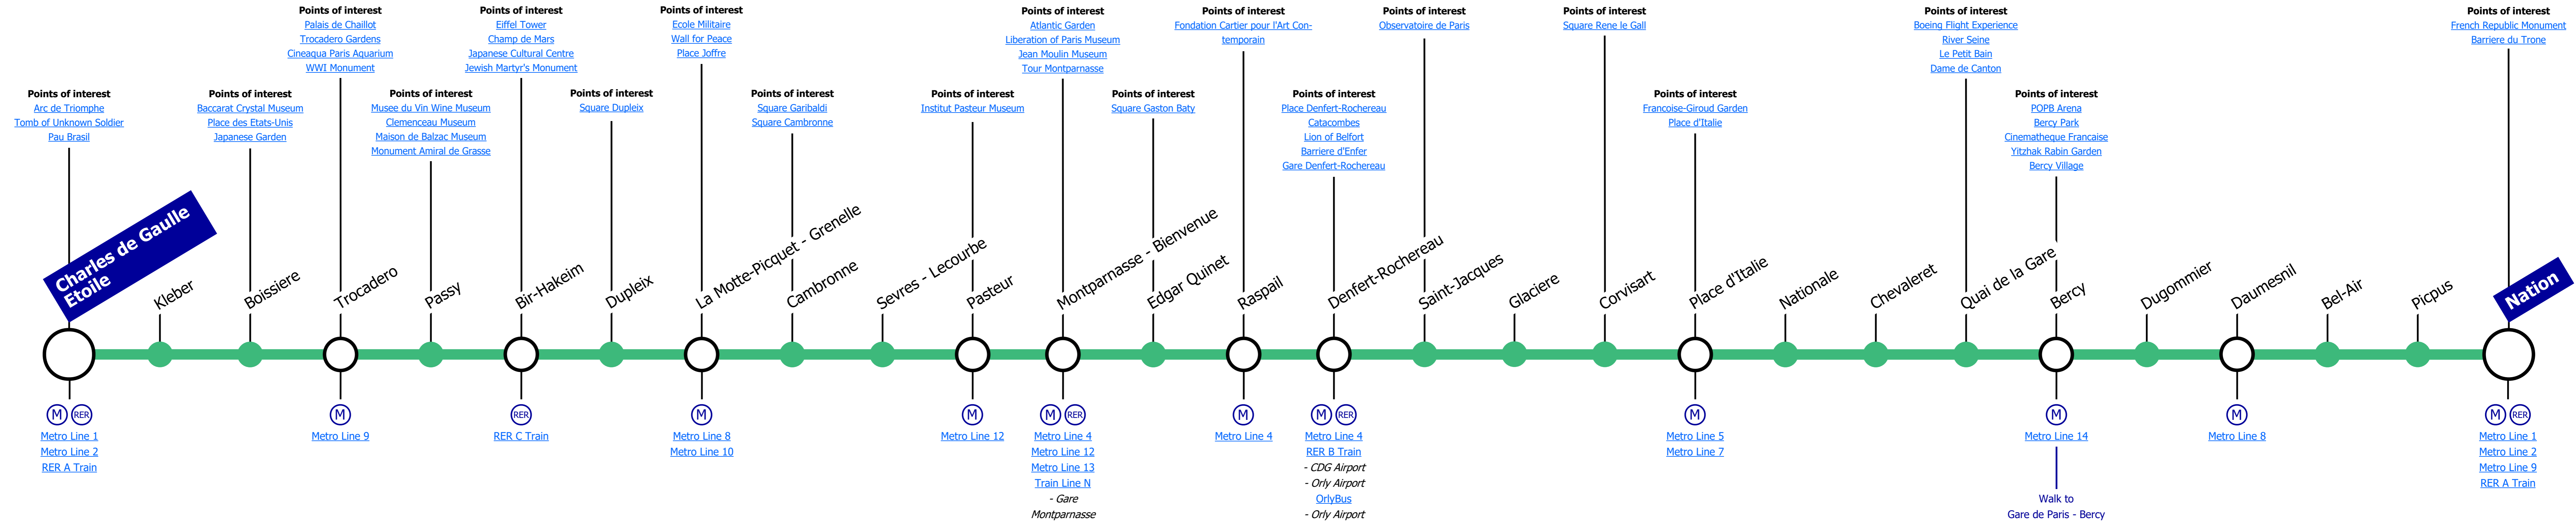 Points of interest
Arc de Triomphe
Tomb of Unknown Soldier
Pau Brasil
Points of interest
Baccarat Crystal Museum
Place des Etats-Unis
Japanese Garden
Points of interest
Palais de Chaillot
Trocadero Gardens
Cineaqua Paris Aquarium
WWI Monument
Points of interest
Musee du Vin Wine Museum
Clemenceau Museum
Maison de Balzac Museum
Monument Amiral de Grasse
Points of interest
Eiffel Tower
Champ de Mars
Japanese Cultural Centre
Jewish Martyr's Monument
Points of interest
Square Dupleix
Points of interest
Ecole Militaire
Wall for Peace
Place Joffre
Points of interest
Square Garibaldi
Square Cambronne
Points of interest
Institut Pasteur Museum
Points of interest
Atlantic Garden
Liberation of Paris Museum
Jean Moulin Museum
Tour Montparnasse
Points of interest
Square Gaston Baty
Points of interest
Fondation Cartier pour l'Art Con-
temporain
Points of interest
Place Denfert-Rochereau
Catacombes
Lion of Belfort
Barriere d'Enfer
Gare Denfert-Rochereau
Points of interest
Observatoire de Paris
Points of interest
Square Rene le Gall
Points of interest
Francoise-Giroud Garden
Place d'Italie
Points of interest
Boeing Flight Experience
River Seine
Le Petit Bain
Dame de Canton
Points of interest
POPB Arena
Bercy Park
Cinematheque Francaise
Yitzhak Rabin Garden
Bercy Village
Points of interest
French Republic Monument
Barriere du Trone
Charles de Gaulle
Etoile
Kleber
Boissiere
Trocadero
Passy
Bir-Hakeim
Dupleix
La Motte-Picquet - Grenelle
Cambronne
Sevres - Lecourbe
Pasteur
Montparnasse - Bienvenue
Edgar Quinet
Raspail
Denfert-Rochereau
Saint-Jacques
Glaciere
Corvisart
Place d'Italie
Nationale
Chevaleret
Quai de la Gare
Bercy
Dugommier
Daumesnil
Bel-Air
Picpus
Nation
M RER
Metro Line 1
Metro Line 2
RER A Train
M
Metro Line 9
RER
RER C Train
M
Metro Line 8
Metro Line 10
M
Metro Line 12
M RER
Metro Line 4
Metro Line 12
Metro Line 13
Train Line N
- Gare
Montparnasse
M
Metro Line 4
M RER
Metro Line 4
RER B Train
- CDG Airport
- Orly Airport
OrlyBus
- Orly Airport
M
Metro Line 5
Metro Line 7
M
Metro Line 14
Walk to
Gare de Paris - Bercy
M
Metro Line 8
M RER
Metro Line 1
Metro Line 2
Metro Line 9
RER A Train